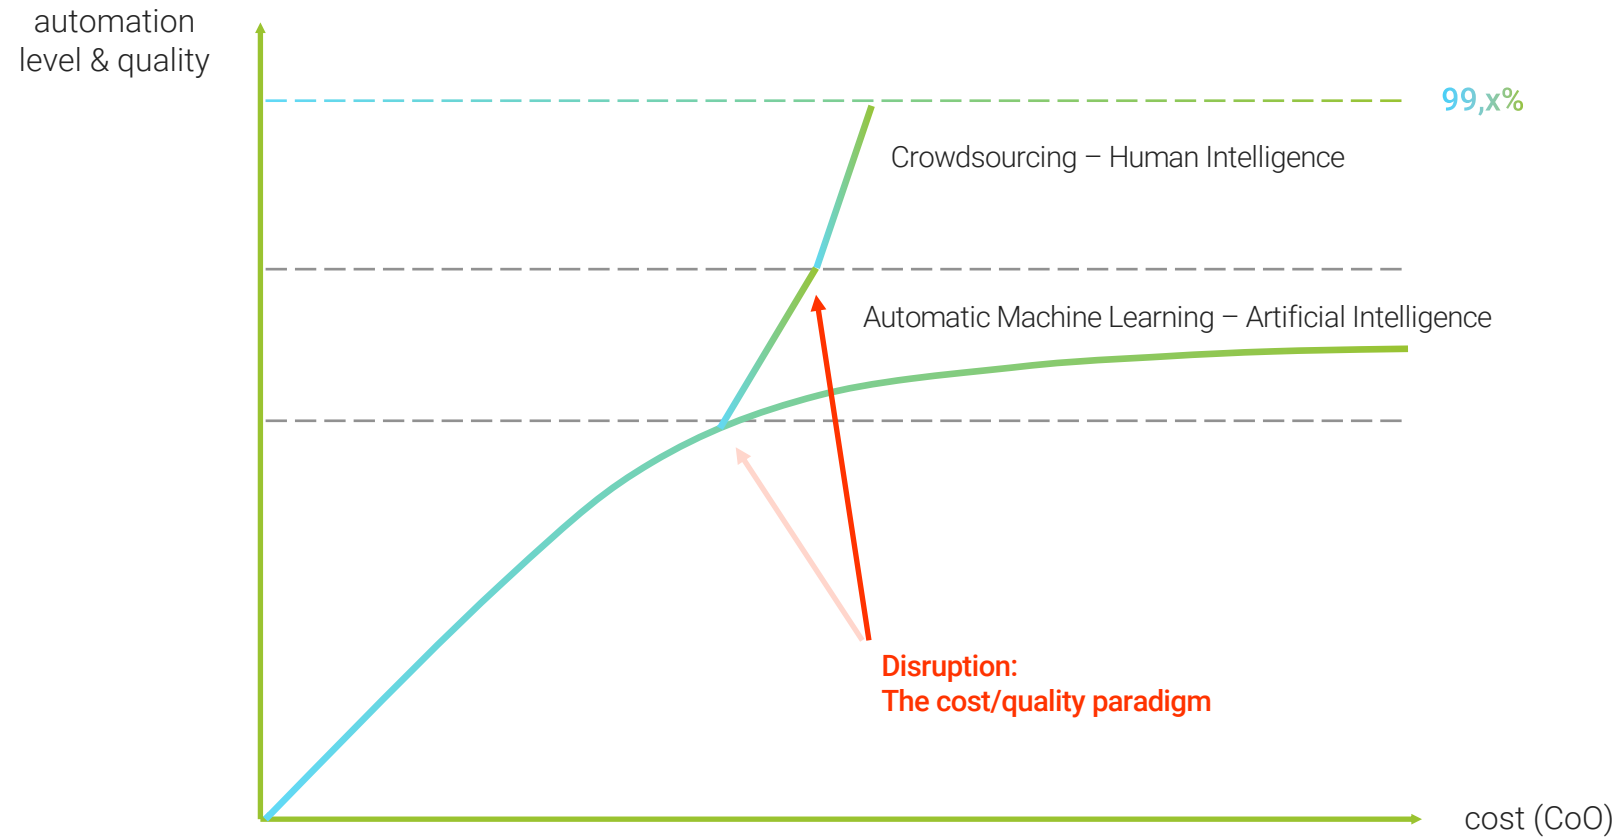 automation
level & quality
99,x%
Crowdsourcing – Human Intelligence
Automatic Machine Learning – Artificial Intelligence
Disruption:
The cost/quality paradigm
cost (CoO)